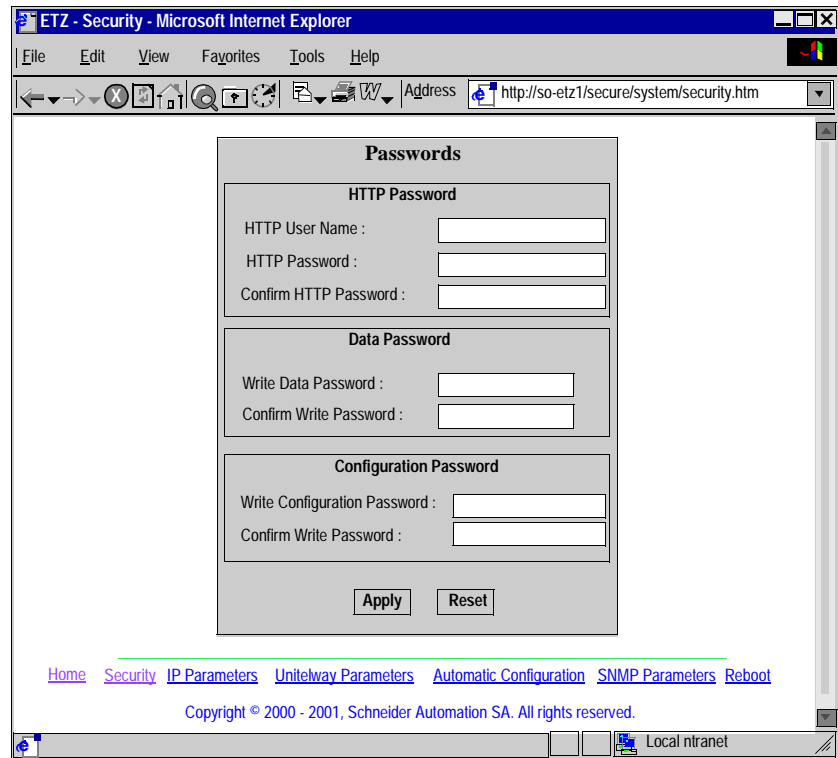 ETZ - Security - Microsoft Internet Explorer
File Edit View Favorites Tools Help
Address http://so-etz1/secure/system/security.htm
Passwords
HTTP Password
HTTP User Name :
HTTP Password :
Confirm HTTP Password :
Data Password
Write Data Password :
Confirm Write Password :
Configuration Password
Write Configuration Password :
Confirm Write Password :
Apply Reset
Home Security IP Parameters Unitelway Parameters Automatic Configuration SNMP Parameters Reboot
Copyright © 2000 - 2001, Schneider Automation SA. All rights reserved.
Local ntranet